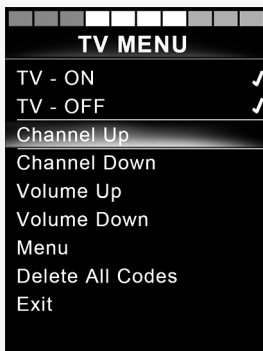 TV MENU
TV - ON ✓
TV - OFF ✓
Channel Up
Channel Down
Volume Up
Volume Down
Menu
Delete All Codes
Exit